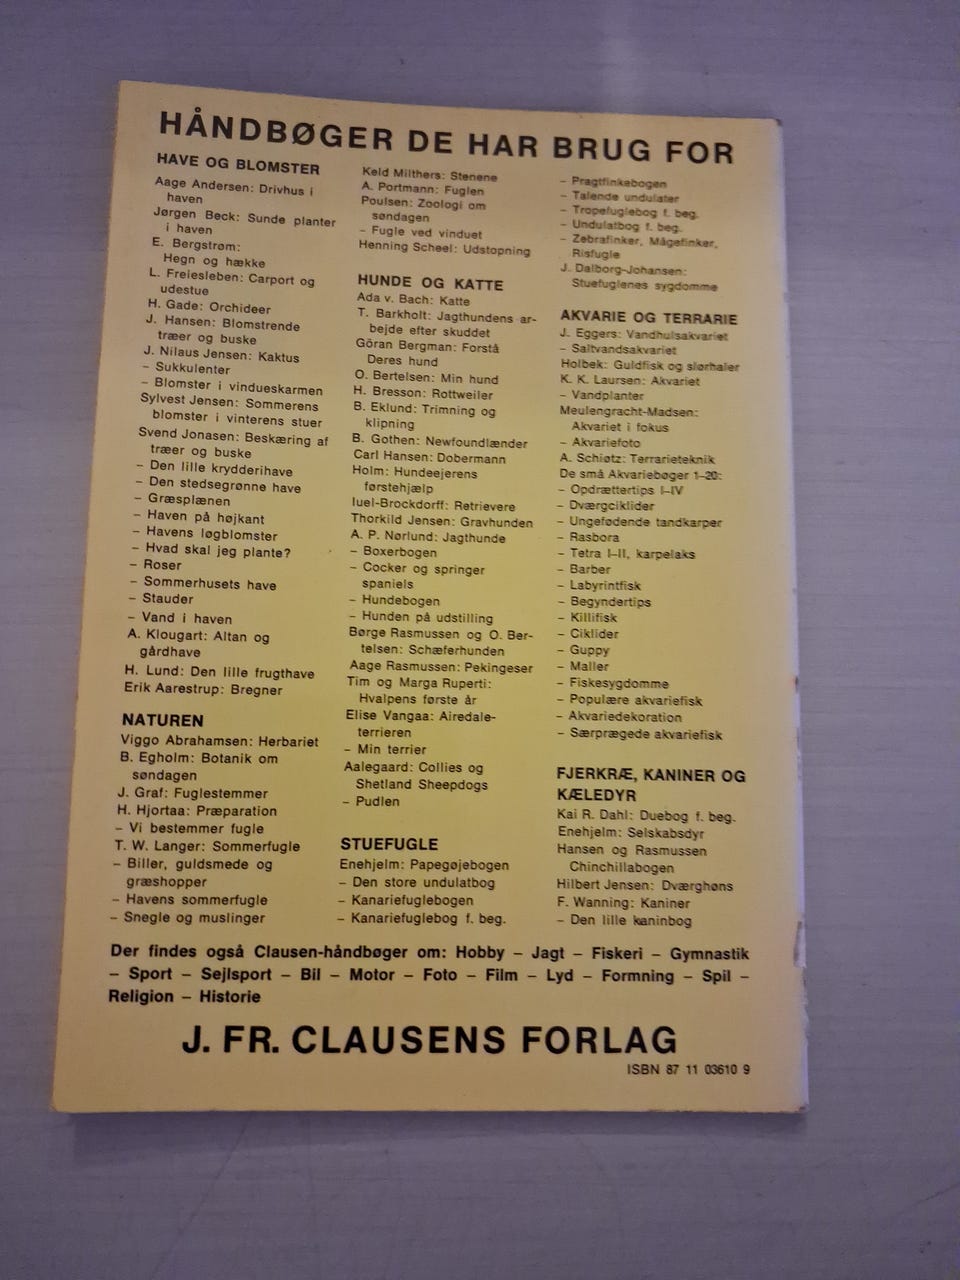 HÅNDBØGER DE HAR BRUG FOR
HAVE OG BLOMSTER
Aage Andersen: Drivhus i
haven
Jørgen Beck: Sunde planter
i haven
E. Bergstrøm:
Hegn og hække
L. Freiesleben: Carport og
udestue
H. Gade: Orchideer
J. Hansen: Blomstrende
træer og buske
J. Nilaus Jensen: Kaktus
– Sukkulenter
– Blomster i vindueskarmen
Sylvest Jensen: Sommerens
blomster i vinterens stuer
Svend Jonasen: Beskæring af
træer og buske
– Den lille krydderihave
– Den stedsegrønne have
– Græsplænen
– Haven på højkant
– Havens løgblomster
– Hvad skal jeg plante?
– Roser
– Sommerhusets have
– Stauder
– Vand i haven
A. Klougart: Altan og
gårdhave
H. Lund: Den lille frugthave
Erik Aarestrup: Bregner
NATUREN
Viggo Abrahamsen: Herbariet
B. Egholm: Botanik om
søndagen
J. Graf: Fuglestemmer
H. Hjortaa: Præparation
– Vi bestemmer fugle
T. W. Langer: Sommerfugle
– Biller, guldsmede og
græshopper
– Havens sommerfugle
– Snegle og muslinger
Keld Milthers: Stenene
A. Portmann: Fuglen
Poulsen: Zoologi om
søndagen
– Fugle ved vinduet
Henning Scheel: Udstopning
HUNDE OG KATTE
Ada v. Bach: Katte
T. Barkholt: Jagthundens ar-
bejde efter skuddet
Göran Bergman: Forstå
Deres hund
O. Bertelsen: Min hund
H. Bresson: Rottweiler
B. Eklund: Trimning og
klipning
B. Gothen: Newfoundlænder
Carl Hansen: Dobermann
Holm: Hundeejerens
førstehjælp
Iuel-Brockdorff: Retrievere
Thorkild Jensen: Gravhunden
A. P. Nørlund: Jagthunde
– Boxerbogen
– Cocker og springer
spaniels
– Hundebogen
– Hunden på udstilling
Børge Rasmussen og O. Ber-
telsen: Schæferhunden
Aage Rasmussen: Pekingeser
Tim og Marga Ruperti:
Hvalpens første år
Elise Vangaa: Airedale-
terrieren
– Min terrier
Aalegaard: Collies og
Shetland Sheepdogs
– Pudlen
STUEFUGLE
Enehjelm: Papegøjebogen
– Den store undulatbog
– Kanariefuglebogen
– Kanariefuglebog f. beg.
– Pragtfinkebogen
– Talende undulater
– Tropefuglebog f. beg.
– Undulatbog f. beg.
– Zebrafinker, Mågefinker,
Risfugle
J. Dalborg-Johansen:
Stuefuglenes sygdomme
AKVARIE OG TERRARIE
J. Eggers: Vandhulsakvariet
– Saltvandsakvariet
Holbek: Guldfisk og slørhaler
K. K. Laursen: Akvariet
– Vandplanter
Meulengracht-Madsen:
Akvariet i fokus
– Akvariefoto
A. Schiøtz: Terrarieteknik
De små Akvariebøger 1–20:
– Opdrættertips I–IV
– Dværgciklider
– Ungefødende tandkarper
– Rasbora
– Tetra I–II, karpelaks
– Barber
– Labyrintfisk
– Begyndertips
– Killifisk
– Ciklider
– Guppy
– Maller
– Fiskesygdomme
– Populære akvariefisk
– Akvariedekoration
– Særprægede akvariefisk
FJERKRÆ, KANINER OG
KÆLEDYR
Kai R. Dahl: Duebog f. beg.
Enehjelm: Selskabsdyr
Hansen og Rasmussen
Chinchillabogen
Hilbert Jensen: Dværghøns
F. Wanning: Kaniner
– Den lille kaninbog
Der findes også Clausen-håndbøger om: Hobby – Jagt – Fiskeri – Gymnastik
– Sport – Sejlsport – Bil – Motor – Foto – Film – Lyd – Formning – Spil –
Religion – Historie
J. FR. CLAUSENS FORLAG
ISBN 87 11 03610 9